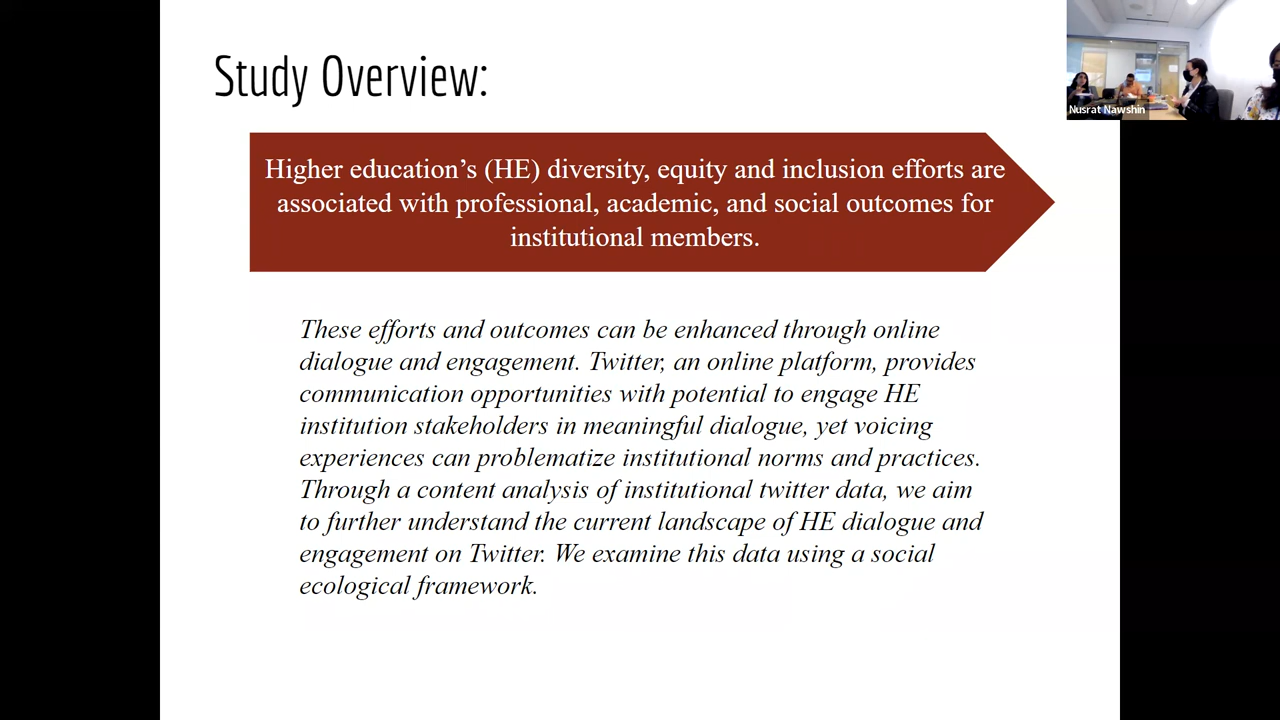 Study Overview:
Nusrat Nawshin
Higher education’s (HE) diversity, equity and inclusion efforts are
associated with professional, academic, and social outcomes for
institutional members.
These efforts and outcomes can be enhanced through online
dialogue and engagement. Twitter, an online platform, provides
communication opportunities with potential to engage HE
institution stakeholders in meaningful dialogue, yet voicing
experiences can problematize institutional norms and practices.
Through a content analysis of institutional twitter data, we aim
to further understand the current landscape of HE dialogue and
engagement on Twitter. We examine this data using a social
ecological framework.